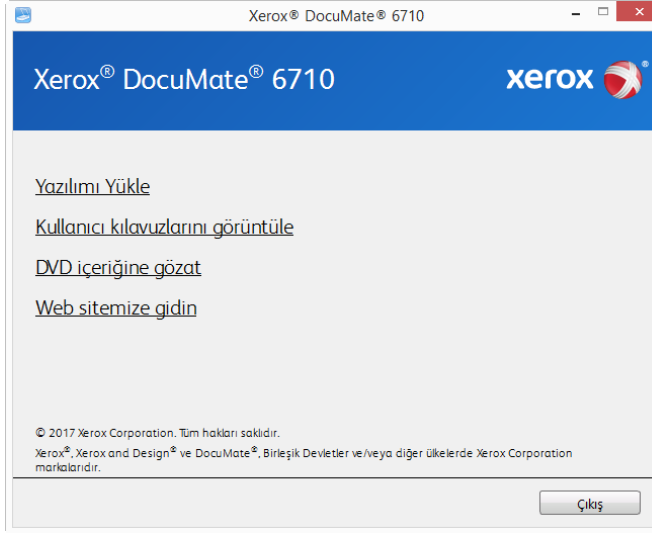 Xerox® DocuMate® 6710
Xerox® DocuMate® 6710
xerox ®
Yazılımı Yükle
Kullanıcı kılavuzlarını görüntüle
DVD içeriğine gözat
Web sitemize gidin
© 2017 Xerox Corporation. Tüm hakları saklıdır.
Xerox®, Xerox and Design® ve DocuMate®, Birleşik Devletler ve/veya diğer ülkelerde Xerox Corporation
markalarıdır.
Çıkış